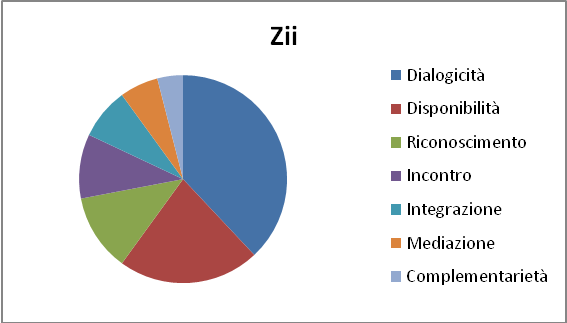 Zii
Dialogicità
Disponibilità
Riconoscimento
Incontro
Integrazione
Mediazione
Complementarietà